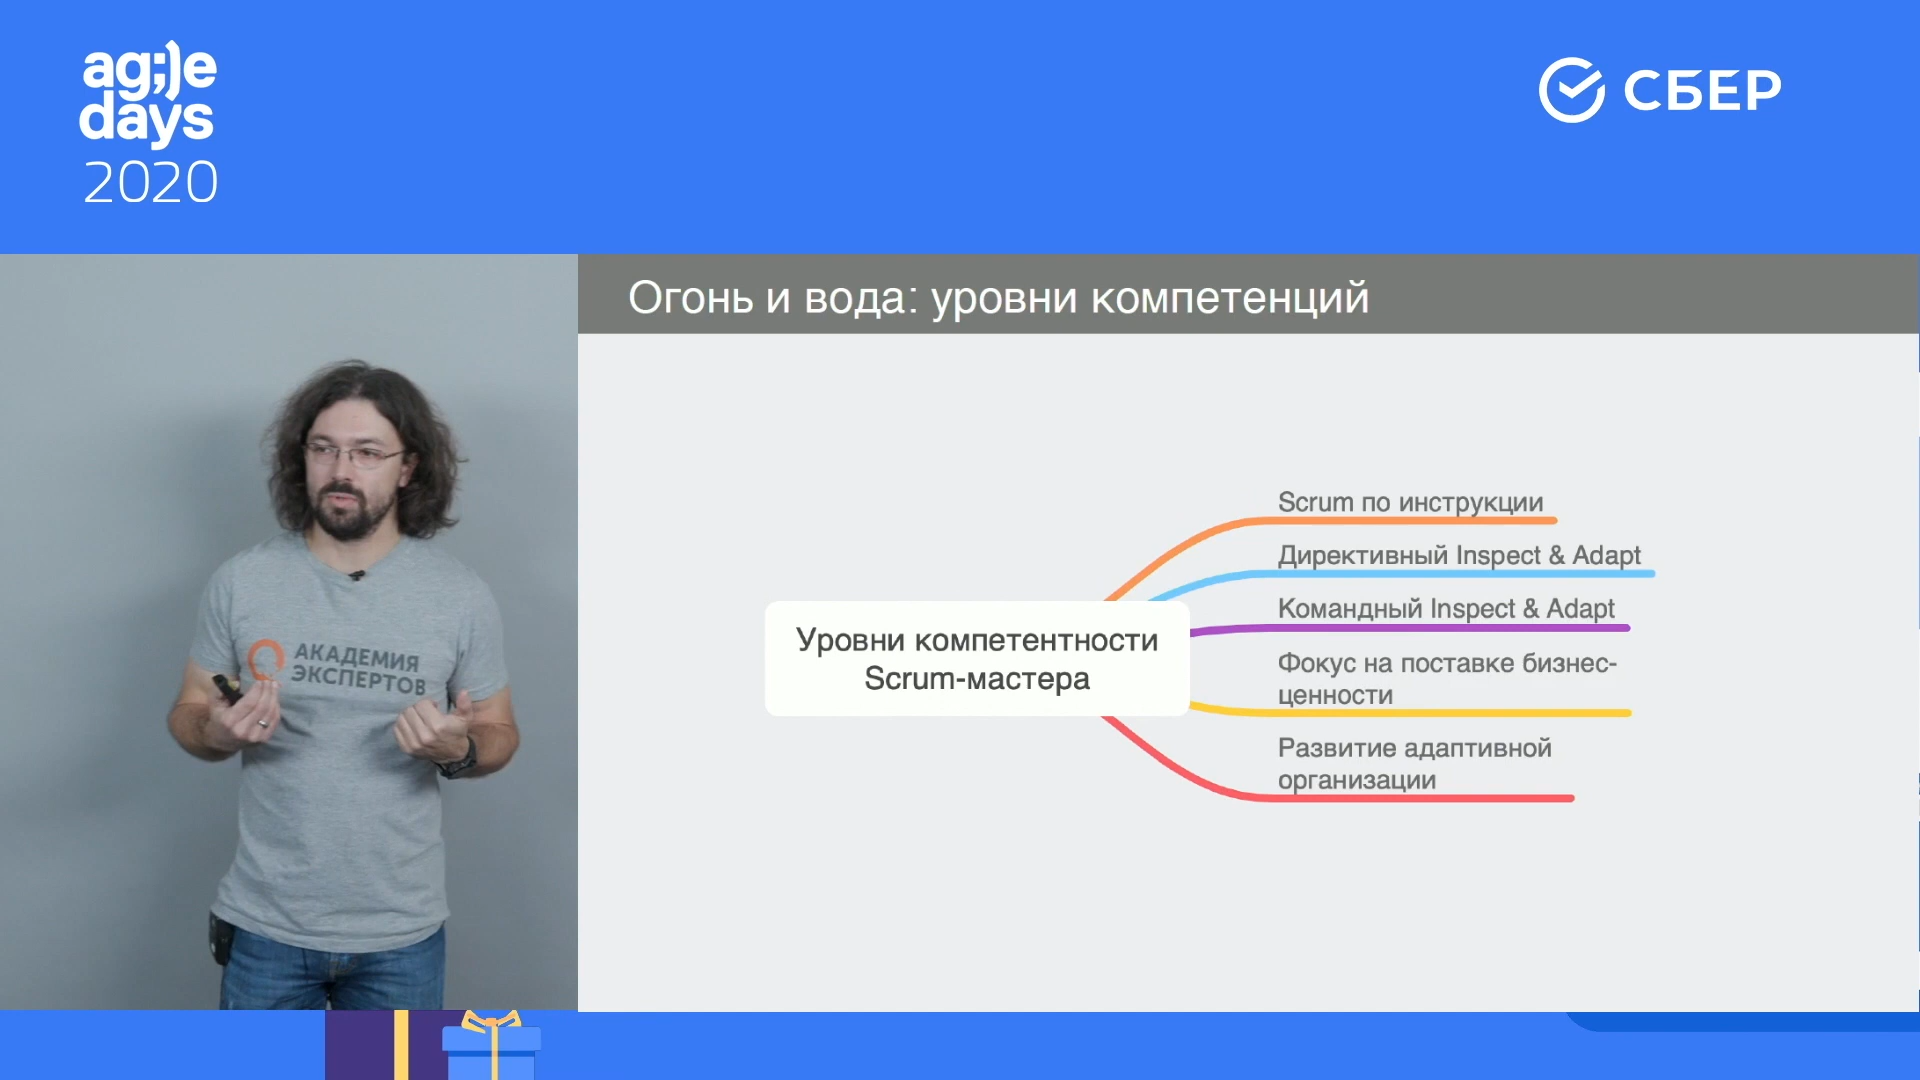 ag;)e
days
2020
СБЕР
Огонь и вода: уровни компетенций
АКАДЕМИЯ
ЭКСПЕРТОВ
Уровни компетентности
Scrum-мастера
Scrum по инструкции
Директивный Inspect & Adapt
Командный Inspect & Adapt
Фокус на поставке бизнес-
ценности
Развитие адаптивной
организации